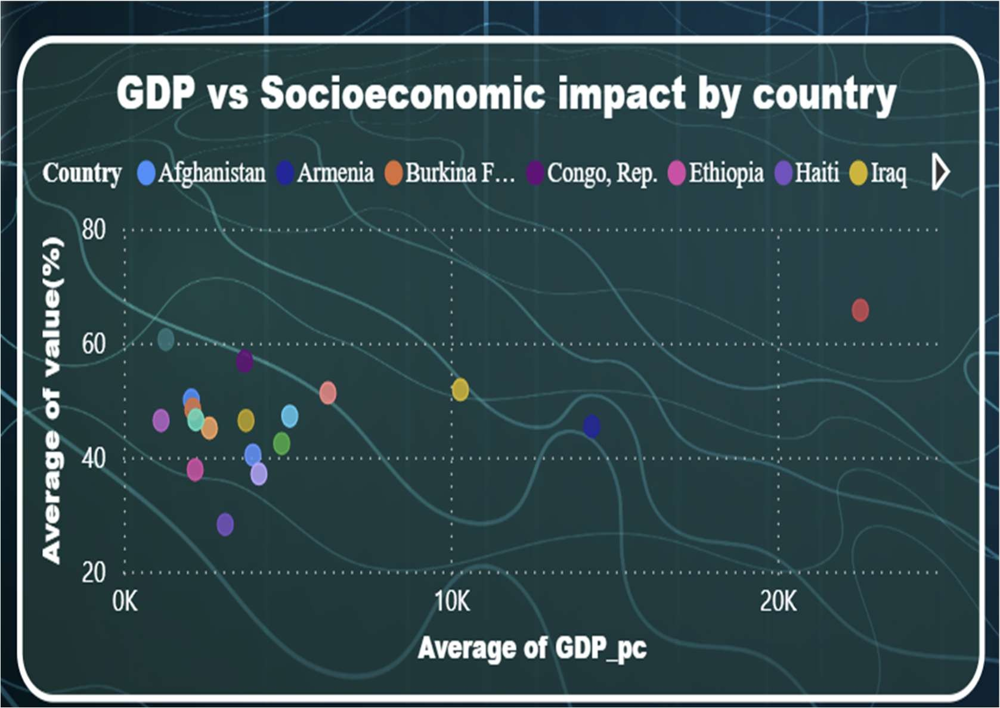 GDP vs Socioeconomic impact by country
Country Afghanistan Armenia Burkina F... Congo, Rep. Ethiopia Haiti Iraq
Average of value(%)
80
60
40
20
0K 10K 20K
Average of GDP_pc